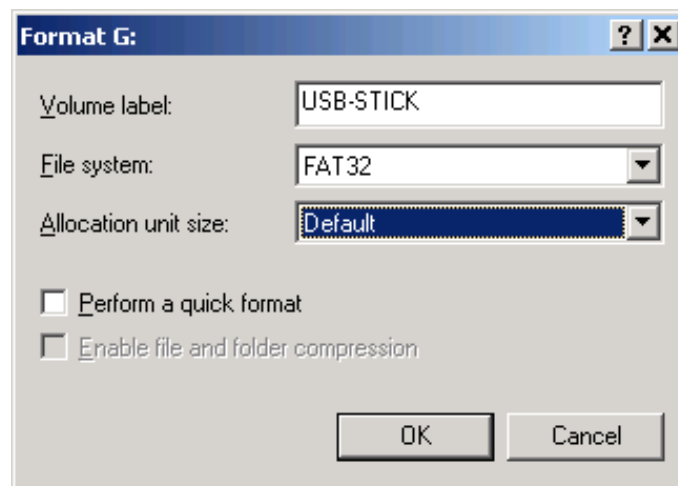 Format G:
Volume label: USB-STICK
File system: FAT32
Allocation unit size: Default
Perform a quick format
Enable file and folder compression
OK Cancel